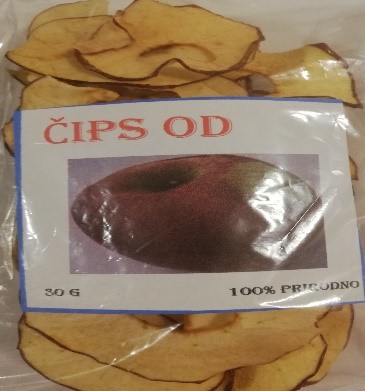 ČIPS OD
30 G
100% PRIRODNO